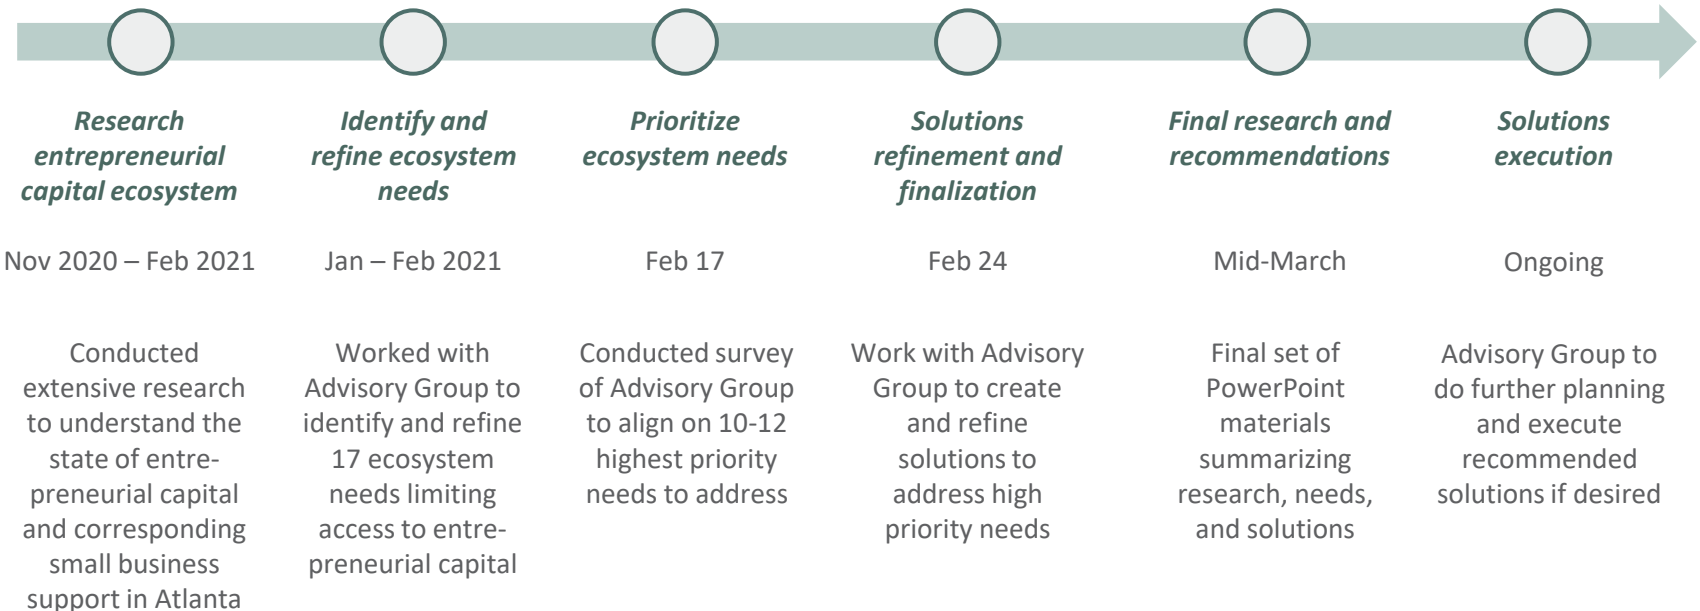 Research
entrepreneurial
capital ecosystem
Nov 2020 – Feb 2021
Conducted
extensive research
to understand the
state of entre-
preneurial capital
and corresponding
small business
support in Atlanta
Identify and
refine ecosystem
needs
Jan – Feb 2021
Worked with
Advisory Group to
identify and refine
17 ecosystem
needs limiting
access to entre-
preneurial capital
Prioritize
ecosystem needs
Feb 17
Conducted survey
of Advisory Group
to align on 10-12
highest priority
needs to address
Solutions
refinement and
finalization
Feb 24
Work with Advisory
Group to create
and refine
solutions to
address high
priority needs
Final research and
recommendations
Mid-March
Final set of
PowerPoint
materials
summarizing
research, needs,
and solutions
Solutions
execution
Ongoing
Advisory Group to
do further planning
and execute
recommended
solutions if desired